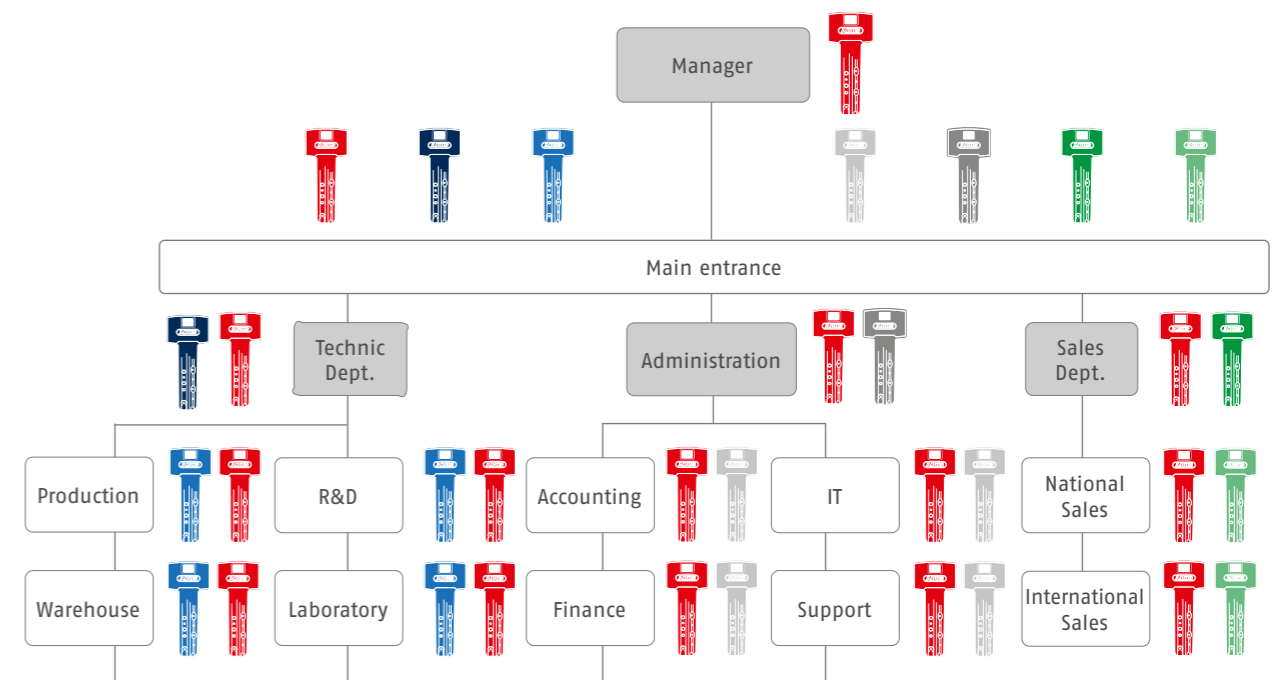 Manager
Main entrance
Technic
Dept.
Administration
Sales
Dept.
Production
R&D
Accounting
IT
National
Sales
Warehouse
Laboratory
Finance
Support
International
Sales